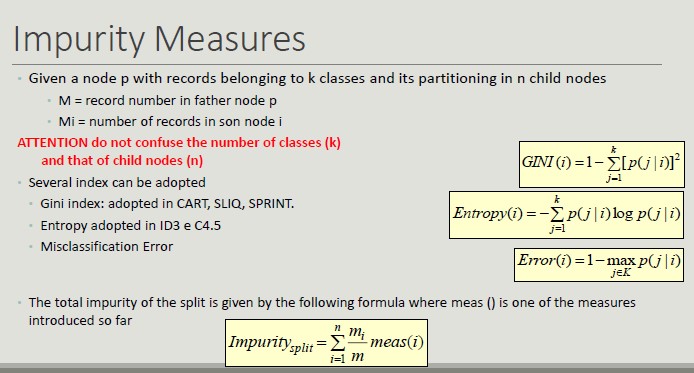 Impurity Measures
Given a node p with records belonging to k classes and its partitioning in n child nodes
M = record number in father node p
Mi = number of records in son node i
ATTENTION do not confuse the number of classes (k)
and that of child nodes (n)
Several index can be adopted
Gini index: adopted in CART, SLIQ, SPRINT.
Entropy adopted in ID3 e C4.5
Misclassification Error
GINI(i) = 1 − ∑_{j=1}^{k} [p(j | i)]²
Entropy(i) = − ∑_{j=1}^{k} p(j | i) log p(j | i)
Error(i) = 1 − max_{j∈K} p(j | i)
The total impurity of the split is given by the following formula where meas () is one of the measures
introduced so far
Impurity_{split} = ∑_{i=1}^{n} m_i/m meas(i)